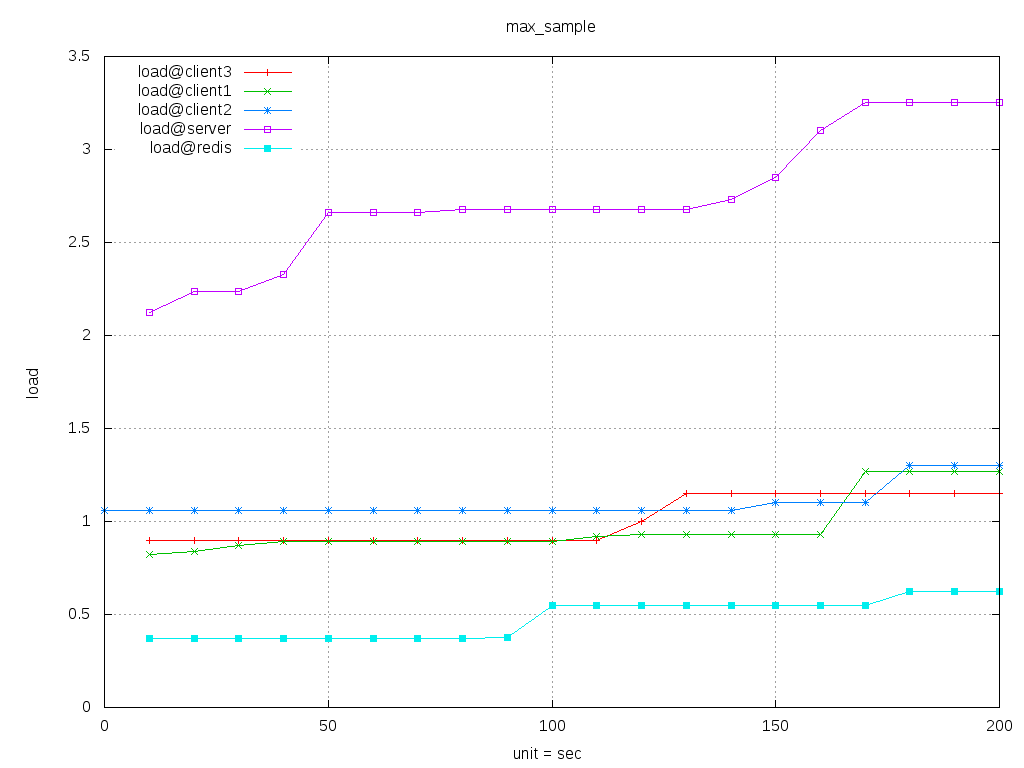 max_sample
3.5
3
2.5
2
1.5
1
0.5
0
load@client3
load@client1
load@client2
load@server
load@redis
load
0 50 100 150 200
unit = sec